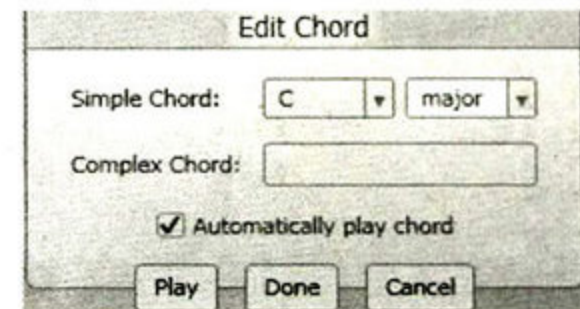 Edit Chord
Simple Chord: C major
Complex Chord:
Automatically play chord
Play Done Cancel